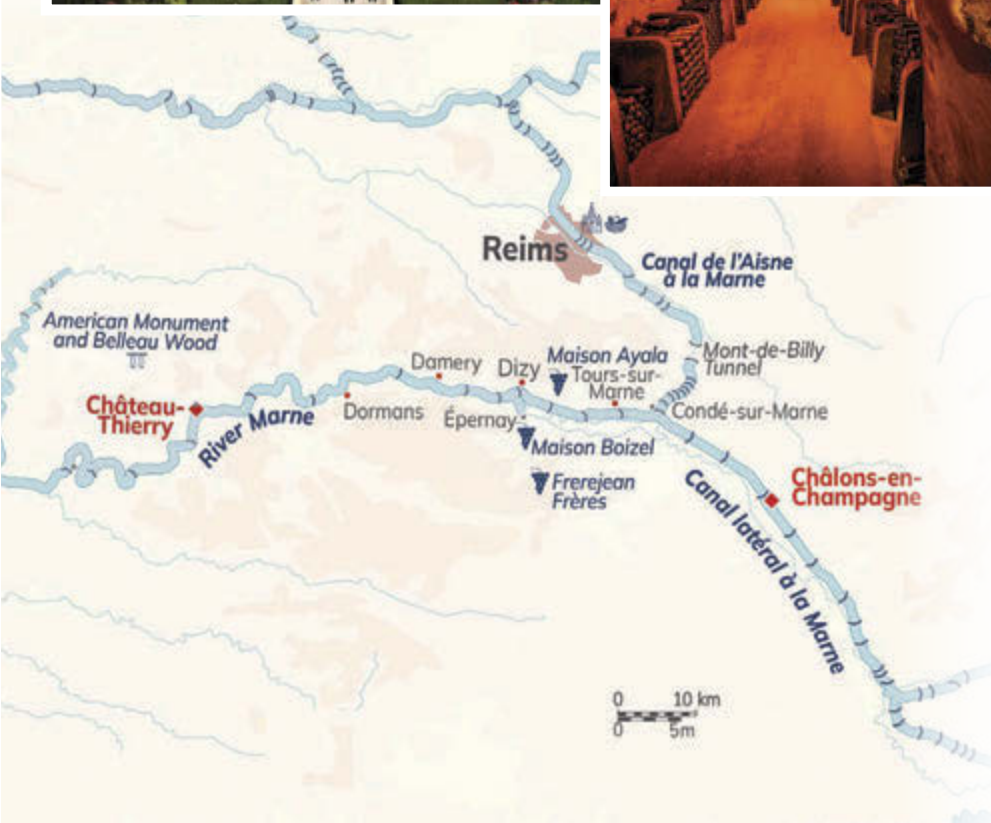 Reims
Canal de l'Aisne
à la Marne
American Monument
and Belleau Wood
Mont-de-Billy
Tunnel
Maison Ayala
Damery
Dizy
Tours-sur-
Marne
Château-
Thierry
River Marne
Dormans
Épernay
Condé-sur-Marne
Maison Boizel
Frerejean
Frères
Châlons-en-
Champagne
Canal latéral à la Marne
0 10 km
0 5m